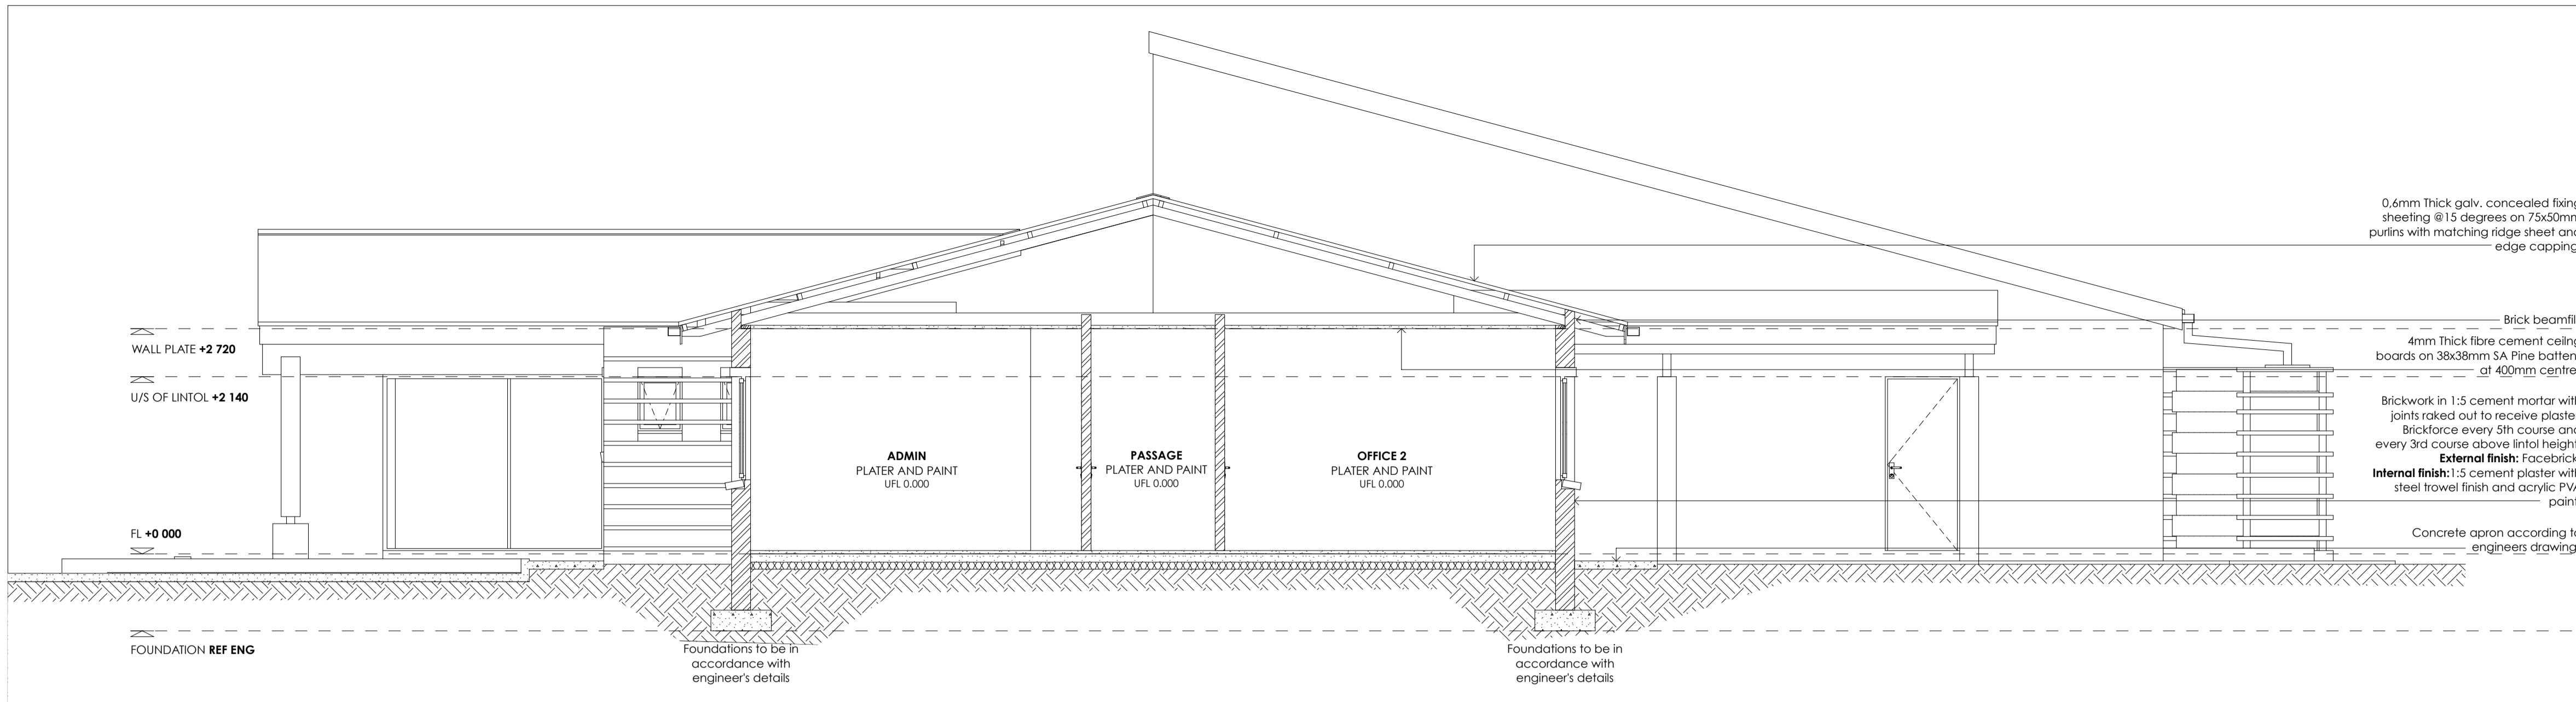 0,6mm Thick galv. concealed fixing
sheeting @15 degrees on 75x50mm
purlins with matching ridge sheet and
edge capping
WALL PLATE +2 720
U/S OF LINTOL +2 140
FL +0 000
FOUNDATION REF ENG
ADMIN
PLATER AND PAINT
UFL 0.000
PASSAGE
PLATER AND PAINT
UFL 0.000
OFFICE 2
PLATER AND PAINT
UFL 0.000
Brick beamfil
4mm Thick fibre cement ceilng
boards on 38x38mm SA Pine batten
at 400mm centre
Brickwork in 1:5 cement mortar with
joints raked out to receive plaste
Brickforce every 5th course and
every 3rd course above lintol height
External finish: Facebrick
Internal finish:1:5 cement plaster with
steel trowel finish and acrylic PVA
paint
Concrete apron according to
engineers drawing
Foundations to be in
accordance with
engineer's details
Foundations to be in
accordance with
engineer's details